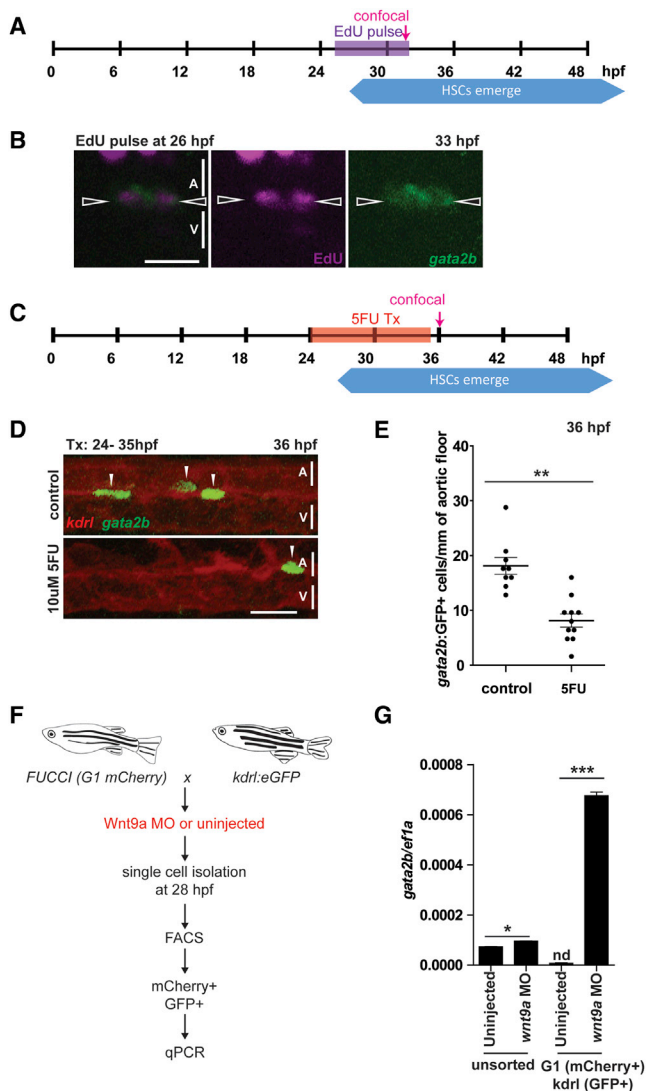 A
confocal
EdU pulse
0 6 12 18 24 30 36 42 48 hpf
HSCs emerge
B
EdU pulse at 26 hpf 33 hpf
A
V
EdU
gata2b
C
confocal
5FU Tx
0 6 12 18 24 30 36 42 48 hpf
HSCs emerge
D
Tx: 24- 35hpf 36 hpf
control
kdrl gata2b
A
V
10uM 5FU
A
V
E
36 hpf
**
gata2b:GFP+ cells/mm of aortic floor
40
30
20
10
0
control 5FU
F
FUCCI (G1 mCherry) x kdrl:eGFP
Wnt9a MO or uninjected
single cell isolation
at 28 hpf
FACS
mCherry+
GFP+
qPCR
G
gata2b/ef1a
0.0008
0.0006
0.0004
0.0002
0.0000
*
***
nd
Uninjected
wnt9a MO
Uninjected
wnt9a MO
unsorted
G1 (mCherry+)
kdrl (GFP+)